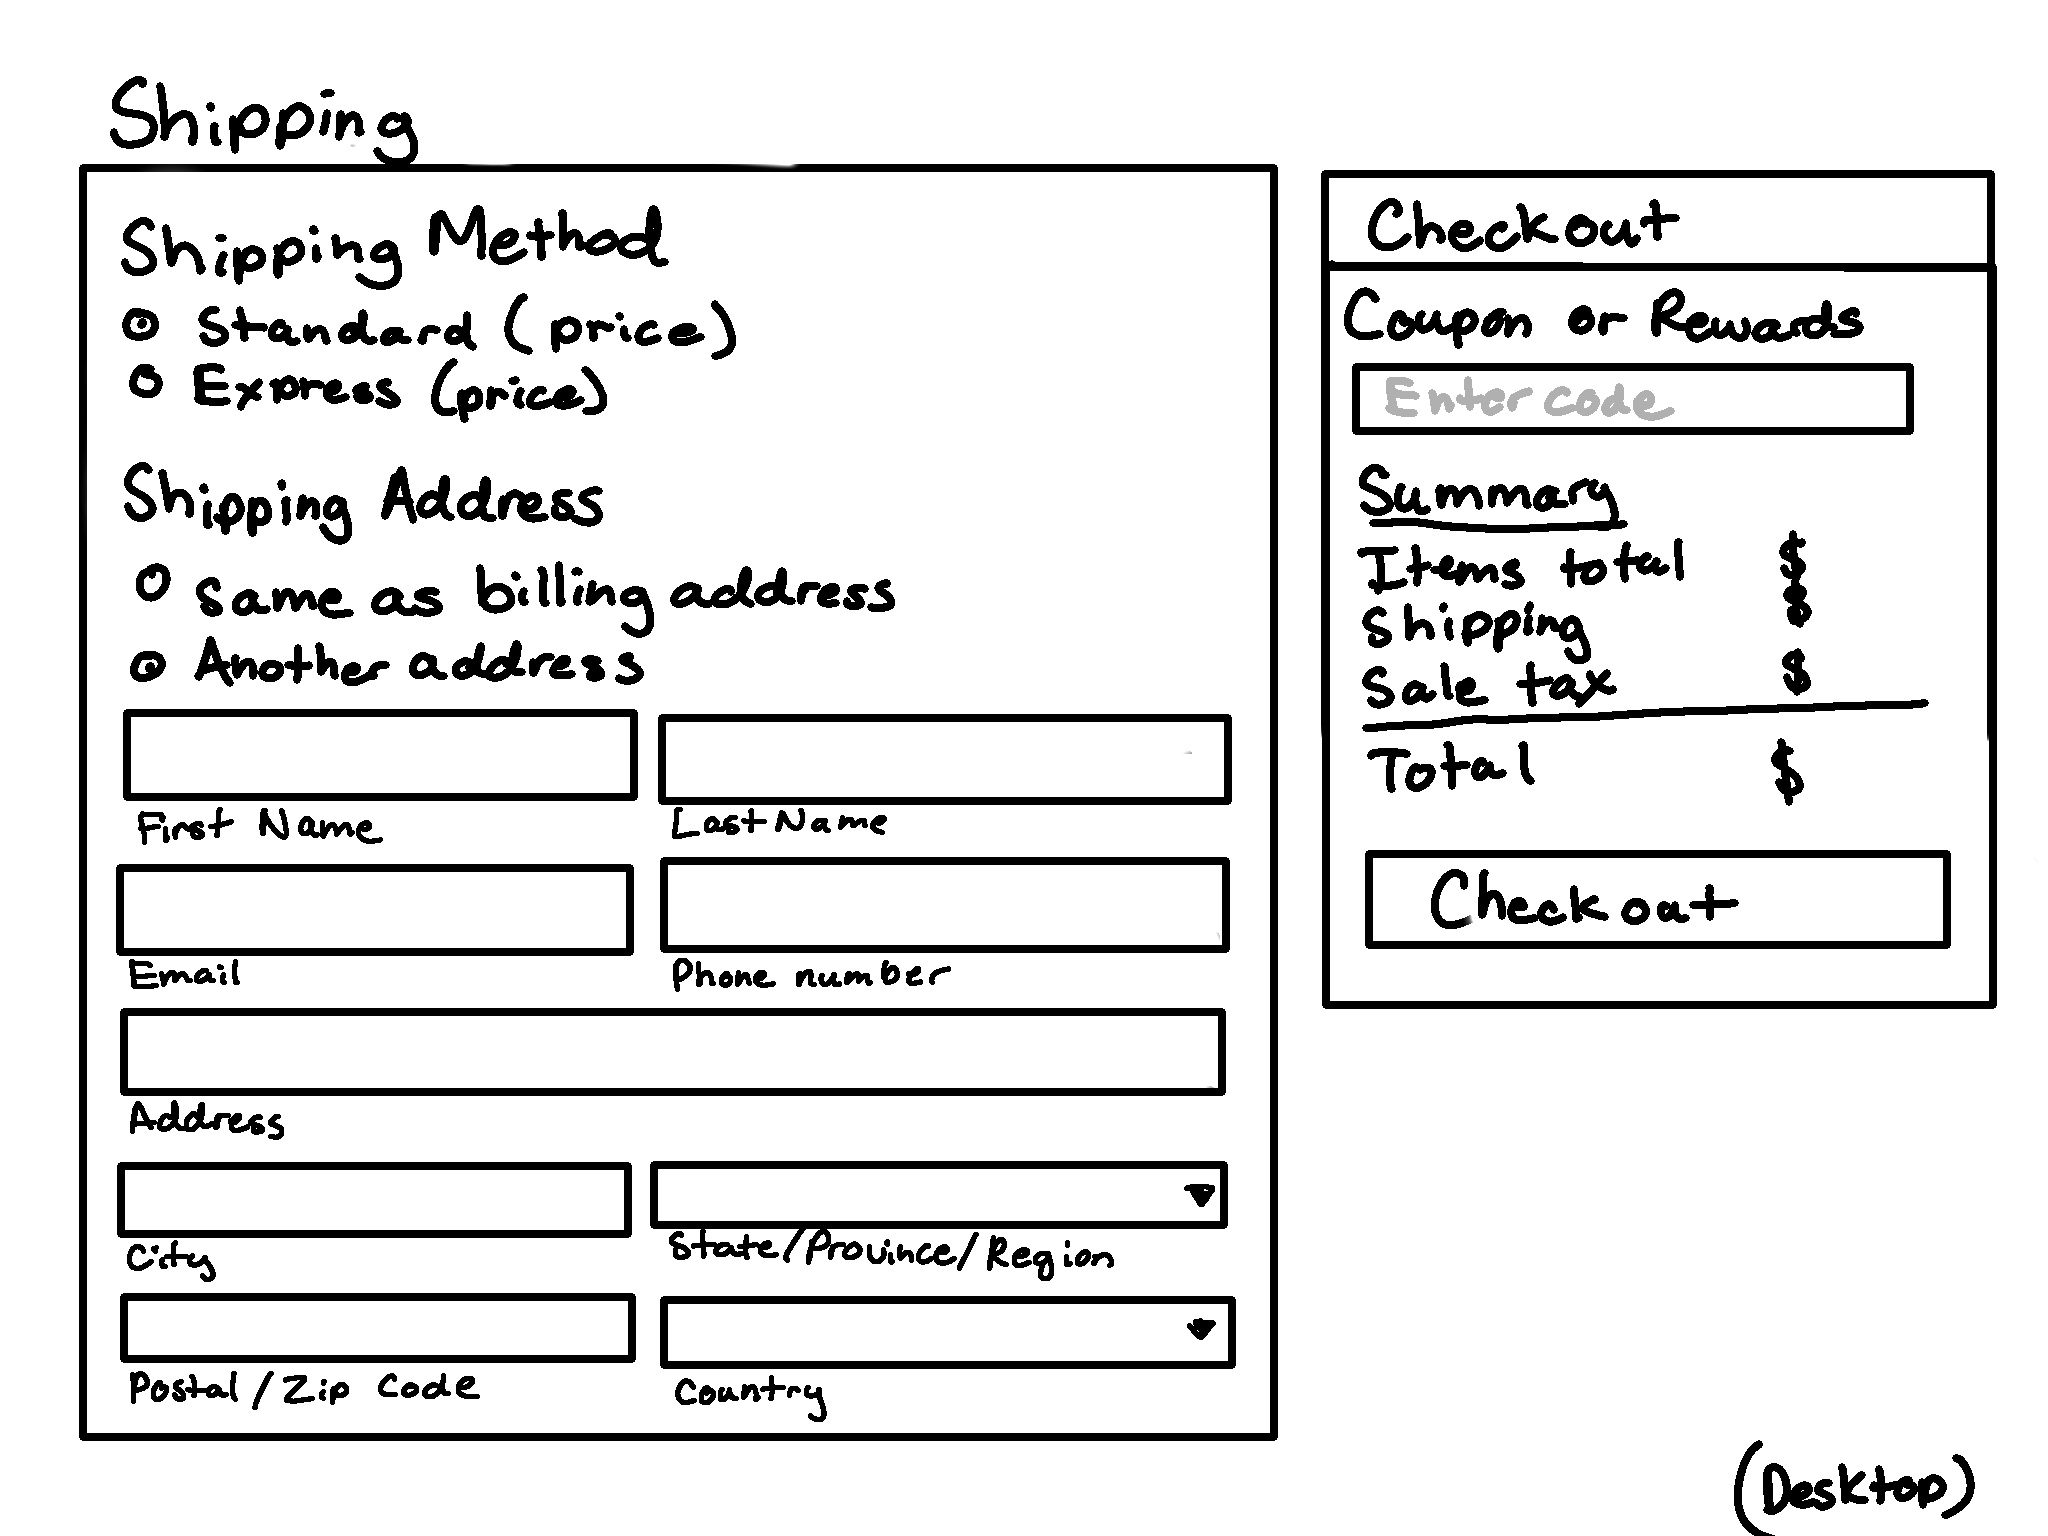 Shipping
Shipping Method
Standard (price)
Express (price)
Shipping Address
Same as billing address
Another address
First Name
Last Name
Email
Phone number
Address
City
State/Province/Region
Postal/Zip Code
Country
Checkout
Coupon or Rewards
Enter code
Summary
Items total $
Shipping $
Sale tax $
Total $
Checkout
(Desktop)